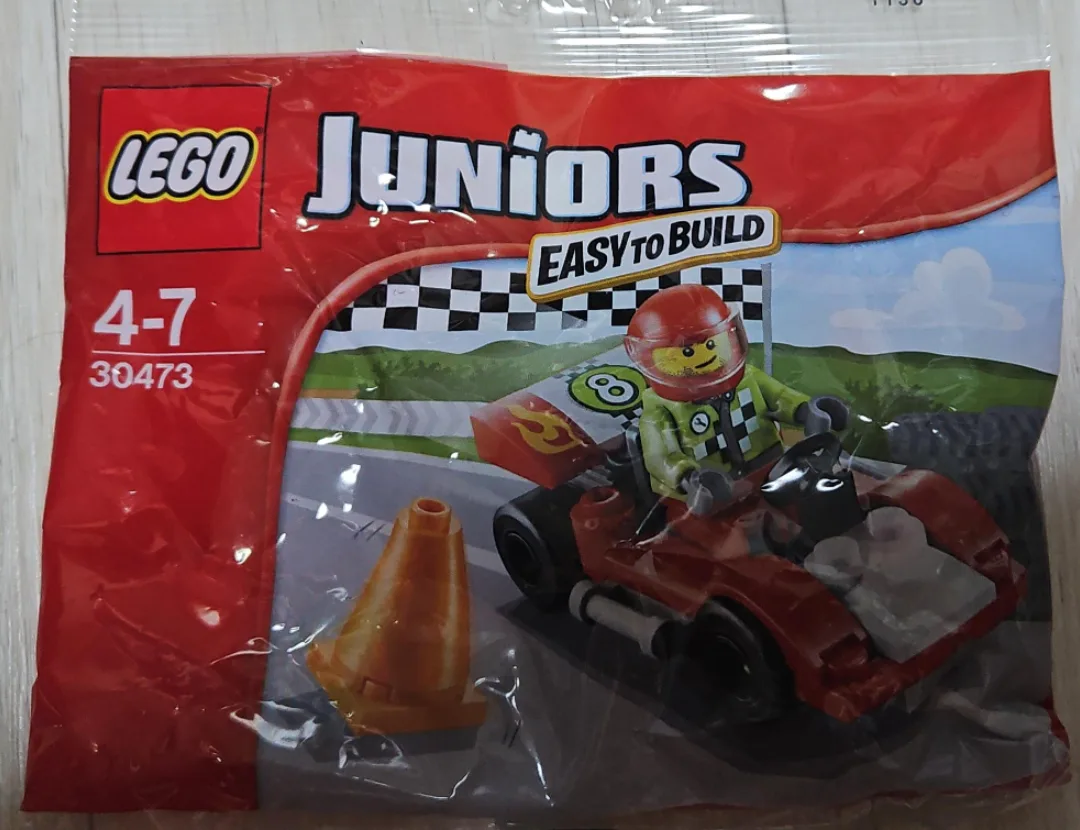 LEGO
JUNiORS
EASY TO BUILD
4-7
30473
8